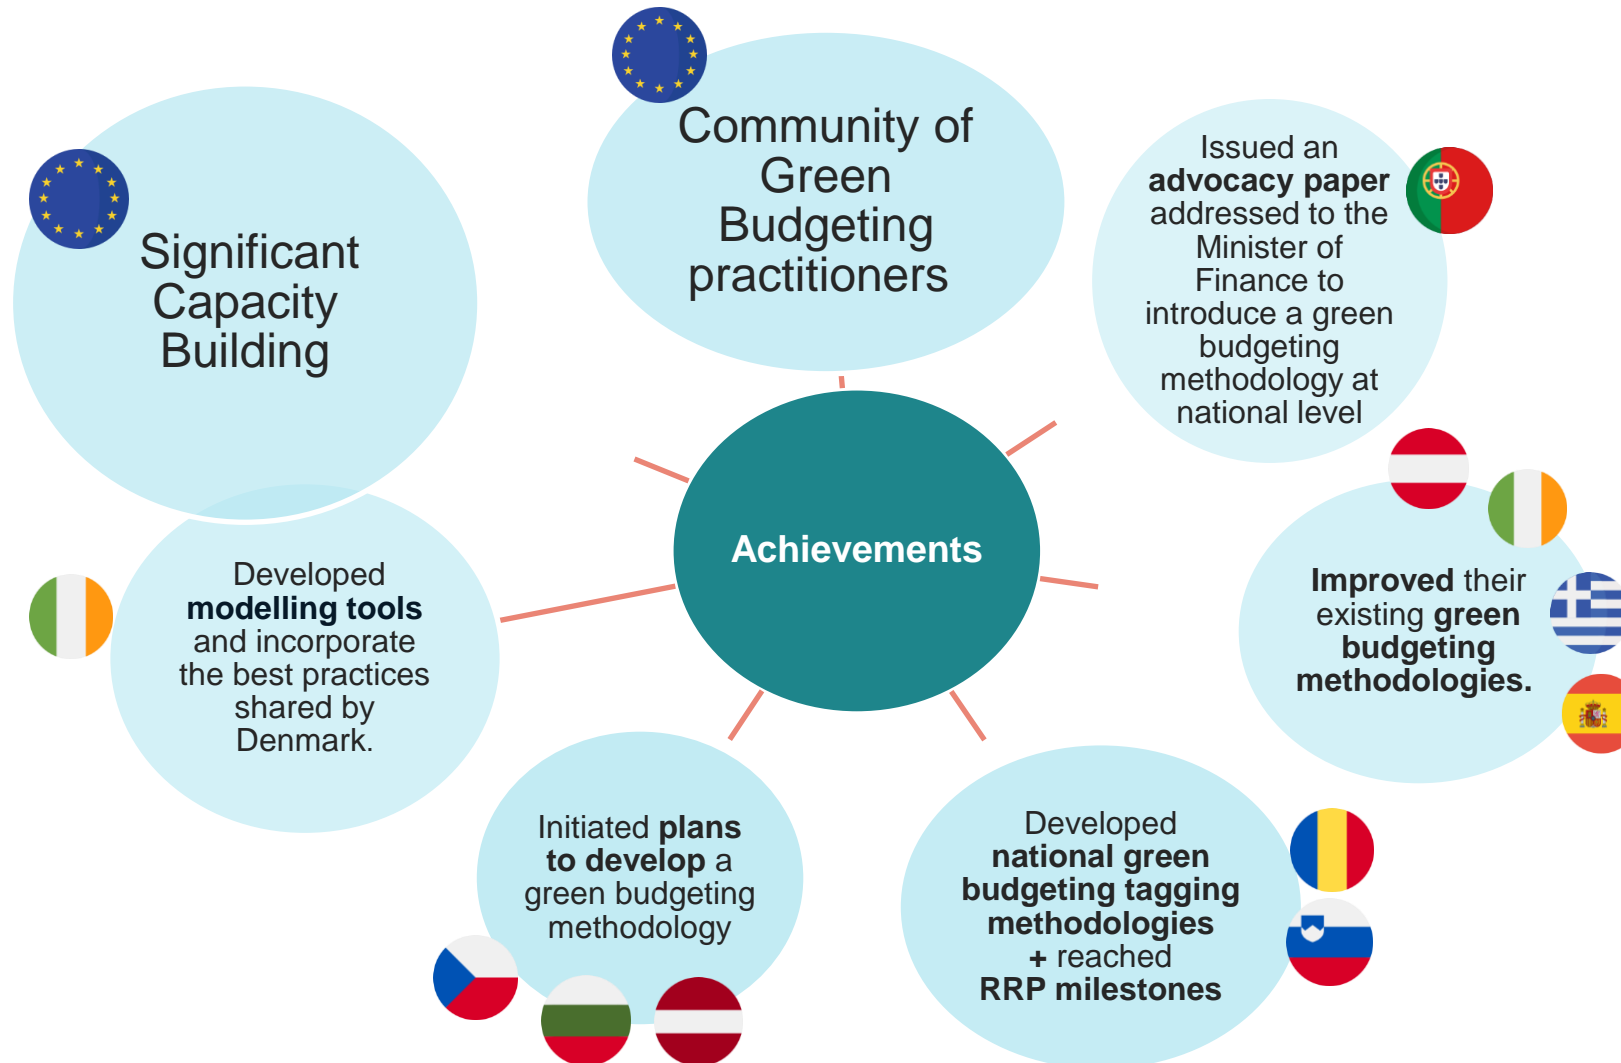 Significant
Capacity
Building
Community of
Green
Budgeting
practitioners
Issued an
advocacy paper
addressed to the
Minister of
Finance to
introduce a green
budgeting
methodology at
national level
Achievements
Improved their
existing green
budgeting
methodologies.
Developed
modelling tools
and incorporate
the best practices
shared by
Denmark.
Initiated plans
to develop a
green budgeting
methodology
Developed
national green
budgeting tagging
methodologies
+ reached
RRP milestones